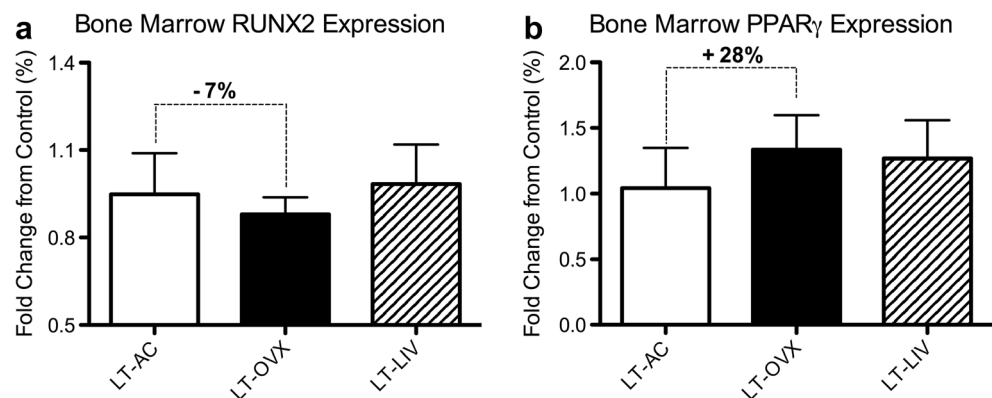 a Bone Marrow RUNX2 Expression
Fold Change from Control (%)
1.4
1.1
0.8
0.5
- 7%
LT-AC
LT-OVX
LT-LIV
b Bone Marrow PPARγ Expression
Fold Change from Control (%)
2.0
1.5
1.0
0.5
0.0
+ 28%
LT-AC
LT-OVX
LT-LIV